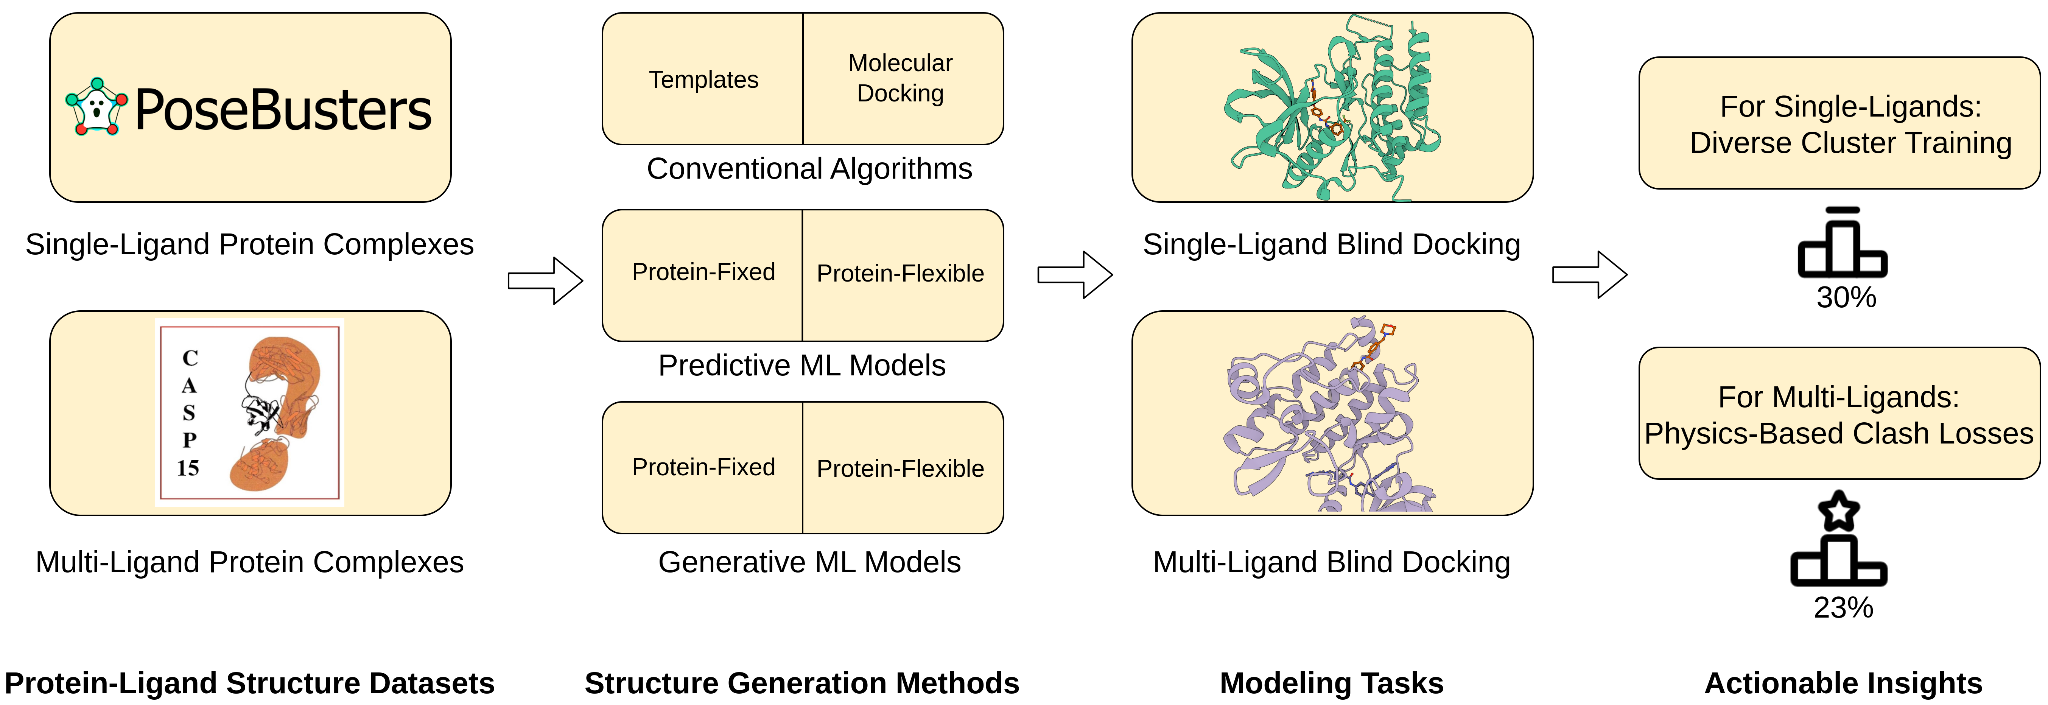 PoseBusters
Single-Ligand Protein Complexes
C
A
S
P
15
Multi-Ligand Protein Complexes
Protein-Ligand Structure Datasets
Templates
Molecular
Docking
Conventional Algorithms
Protein-Fixed
Protein-Flexible
Predictive ML Models
Protein-Fixed
Protein-Flexible
Generative ML Models
Structure Generation Methods
Single-Ligand Blind Docking
Multi-Ligand Blind Docking
Modeling Tasks
For Single-Ligands:
Diverse Cluster Training
30%
For Multi-Ligands:
Physics-Based Clash Losses
23%
Actionable Insights